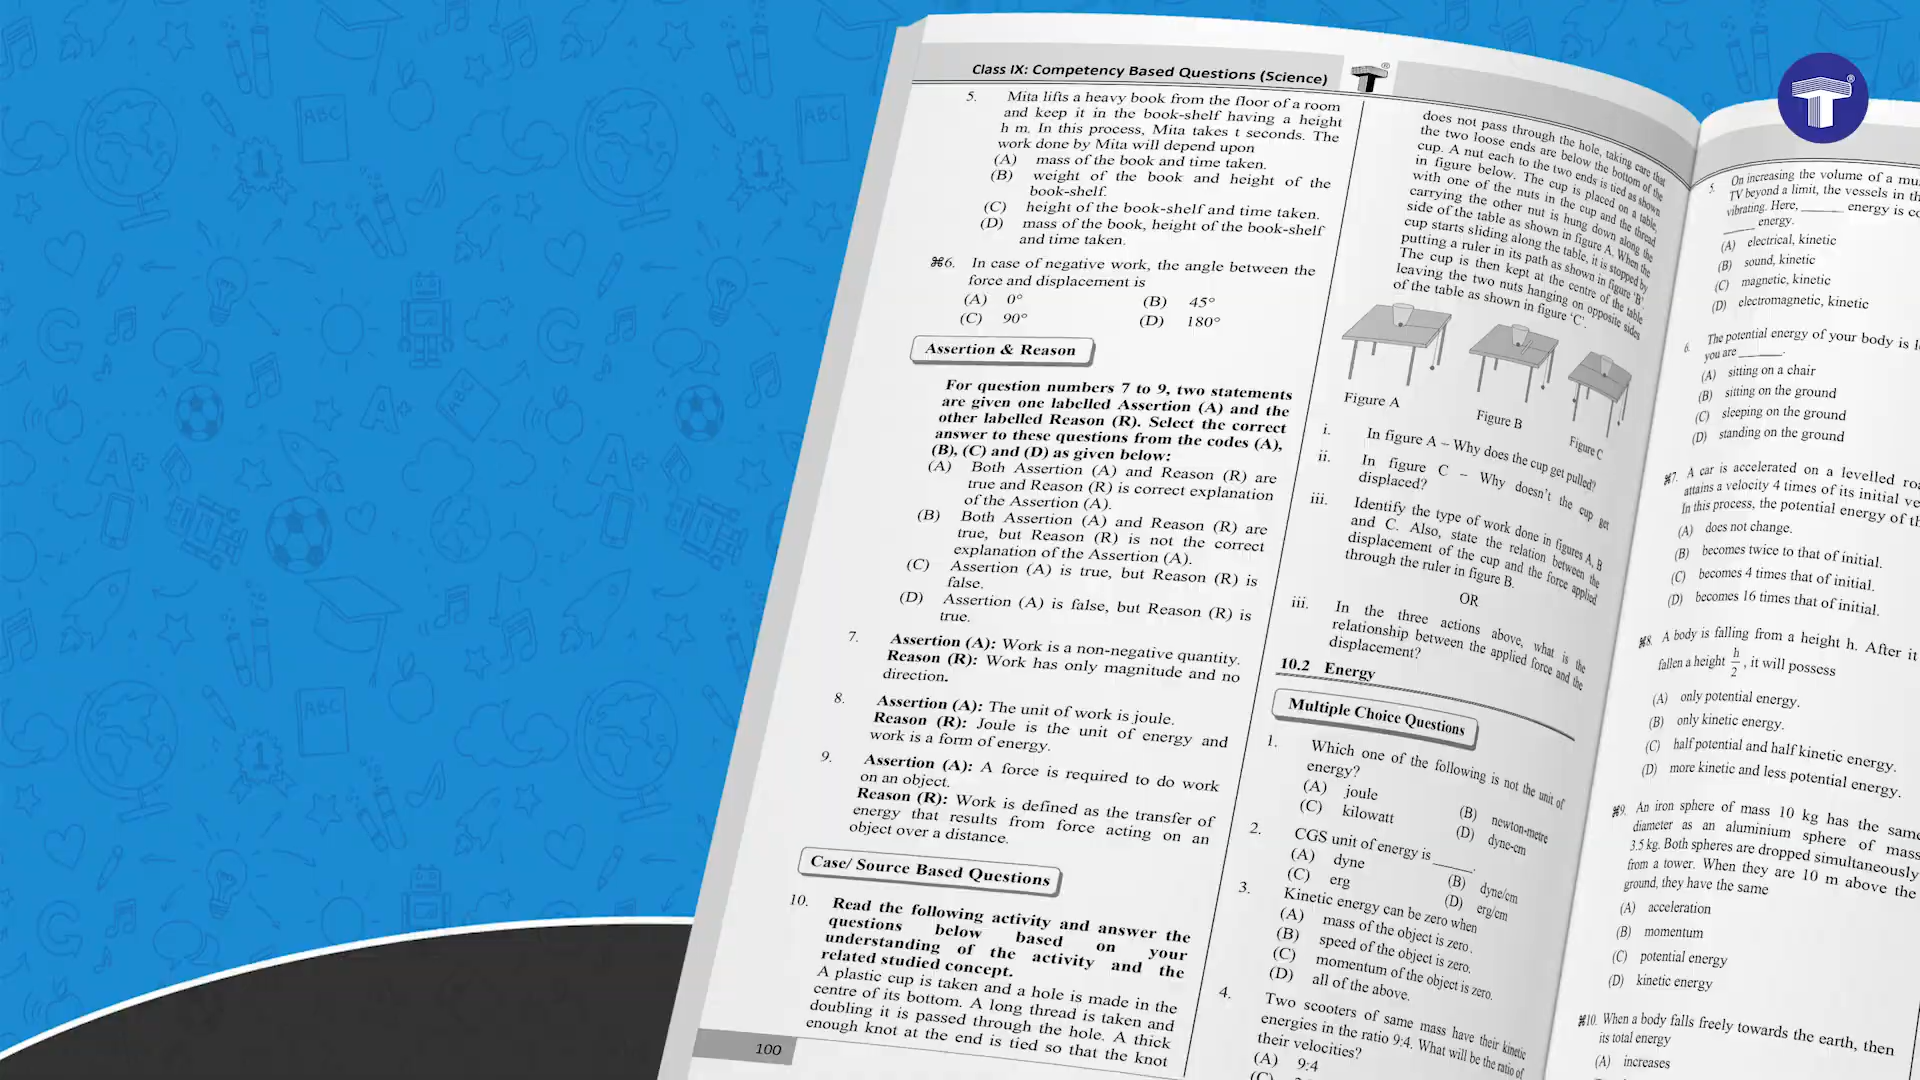 Class IX: Competency Based Questions (Science)
5. Mita lifts a heavy book from the floor of a room
and keep it in the book-shelf having a height
h m. In this process, Mita takes t seconds. The
work done by Mita will depend upon
(A) mass of the book and time taken.
(B) weight of the book and height of the
book-shelf.
(C) height of the book-shelf and time taken.
(D) mass of the book, height of the book-shelf
and time taken.
⌘6. In case of negative work, the angle between the
force and displacement is
(A) 0° (B) 45°
(C) 90° (D) 180°
Assertion & Reason
For question numbers 7 to 9, two statements
are given one labelled Assertion (A) and the
other labelled Reason (R). Select the correct
answer to these questions from the codes (A),
(B), (C) and (D) as given below:
(A) Both Assertion (A) and Reason (R) are
true and Reason (R) is correct explanation
of the Assertion (A).
(B) Both Assertion (A) and Reason (R) are
true, but Reason (R) is not the correct
explanation of the Assertion (A).
(C) Assertion (A) is true, but Reason (R) is
false.
(D) Assertion (A) is false, but Reason (R) is
true.
7. Assertion (A): Work is a non-negative quantity.
Reason (R): Work has only magnitude and no
direction.
8. Assertion (A): The unit of work is joule.
Reason (R): Joule is the unit of energy and
work is a form of energy.
9. Assertion (A): A force is required to do work
on an object.
Reason (R): Work is defined as the transfer of
energy that results from force acting on an
object over a distance.
Case/ Source Based Questions
10. Read the following activity and answer the
questions below based on your
understanding of the activity and the
related studied concept.
A plastic cup is taken and a hole is made in the
centre of its bottom. A long thread is taken and
doubling it is passed through the hole. A thick
enough knot at the end is tied so that the knot
100
does not pass through the hole, taking care that
the two loose ends are below the bottom of the
cup. A nut each to the two ends is tied as shown
in figure below. The cup is placed on a table,
with one of the nuts in the cup and the thread
carrying the other nut is hung down along the
side of the table as shown in figure A. When the
cup starts sliding along the table, it is stopped by
putting a ruler in its path as shown in figure 'B'
The cup is then kept at the centre of the table
leaving the two nuts hanging on opposite sides
of the table as shown in figure 'C'.
Figure A
Figure B
Figure C
i. In figure A – Why does the cup get pulled?
ii. In figure C – Why doesn't the cup get
displaced?
iii. Identify the type of work done in figures A, B
and C. Also, state the relation between the
displacement of the cup and the force applied
through the ruler in figure B.
OR
iii. In the three actions above, what is the
relationship between the applied force and the
displacement?
10.2 Energy
Multiple Choice Questions
1. Which one of the following is not the unit of
energy?
(A) joule (B) newton-metre
(C) kilowatt (D) dyne-cm
2. CGS unit of energy is ______.
(A) dyne (B) dyne/cm
(C) erg (D) erg/cm
3. Kinetic energy can be zero when
(A) mass of the object is zero.
(B) speed of the object is zero.
(C) momentum of the object is zero.
(D) all of the above.
4. Two scooters of same mass have their kinetic
energies in the ratio 9:4. What will be the ratio of
their velocities?
(A) 9:4
5. On increasing the volume of a
TV beyond a limit, the vessels in
vibrating. Here, ______ energy is
______ energy.
(A) electrical, kinetic
(B) sound, kinetic
(C) magnetic, kinetic
(D) electromagnetic, kinetic
6. The potential energy of your body is
you are ______.
(A) sitting on a chair
(B) sitting on the ground
(C) sleeping on the ground
(D) standing on the ground
⌘7. A car is accelerated on a levelled
attains a velocity 4 times of its initial
In this process, the potential energy of
(A) does not change.
(B) becomes twice to that of initial.
(C) becomes 4 times that of initial.
(D) becomes 16 times that of initial.
⌘8. A body is falling from a height h. After it
fallen a height h/2, it will possess
(A) only potential energy.
(B) only kinetic energy.
(C) half potential and half kinetic energy.
(D) more kinetic and less potential energy.
⌘9. An iron sphere of mass 10 kg has the same
diameter as an aluminium sphere of mass
3.5 kg. Both spheres are dropped simultaneously
from a tower. When they are 10 m above the
ground, they have the same
(A) acceleration
(B) momentum
(C) potential energy
(D) kinetic energy
⌘10. When a body falls freely towards the earth, then
its total energy
(A) increases